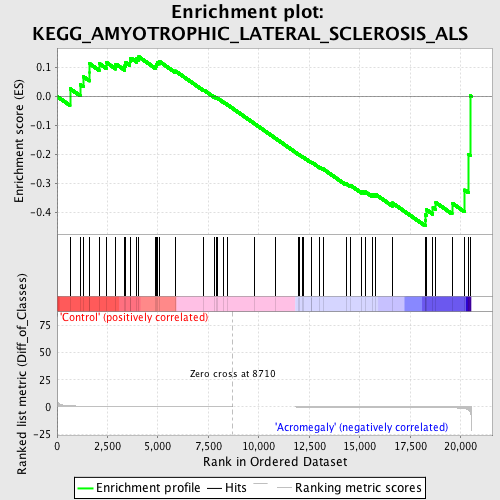 Enrichment plot:
KEGG_AMYOTROPHIC_LATERAL_SCLEROSIS_ALS
Enrichment score (ES)
0.1
0.0
-0.1
-0.2
-0.3
-0.4
'Control' (positively correlated)
Ranked list metric (Diff_of_Classes)
75
50
25
0
-25
Zero cross at 8710
'Acromegaly' (negatively correlated)
0
2,500
5,000
7,500
10,000
12,500
15,000
17,500
20,000
Rank in Ordered Dataset
Enrichment profile
Hits
Ranking metric scores